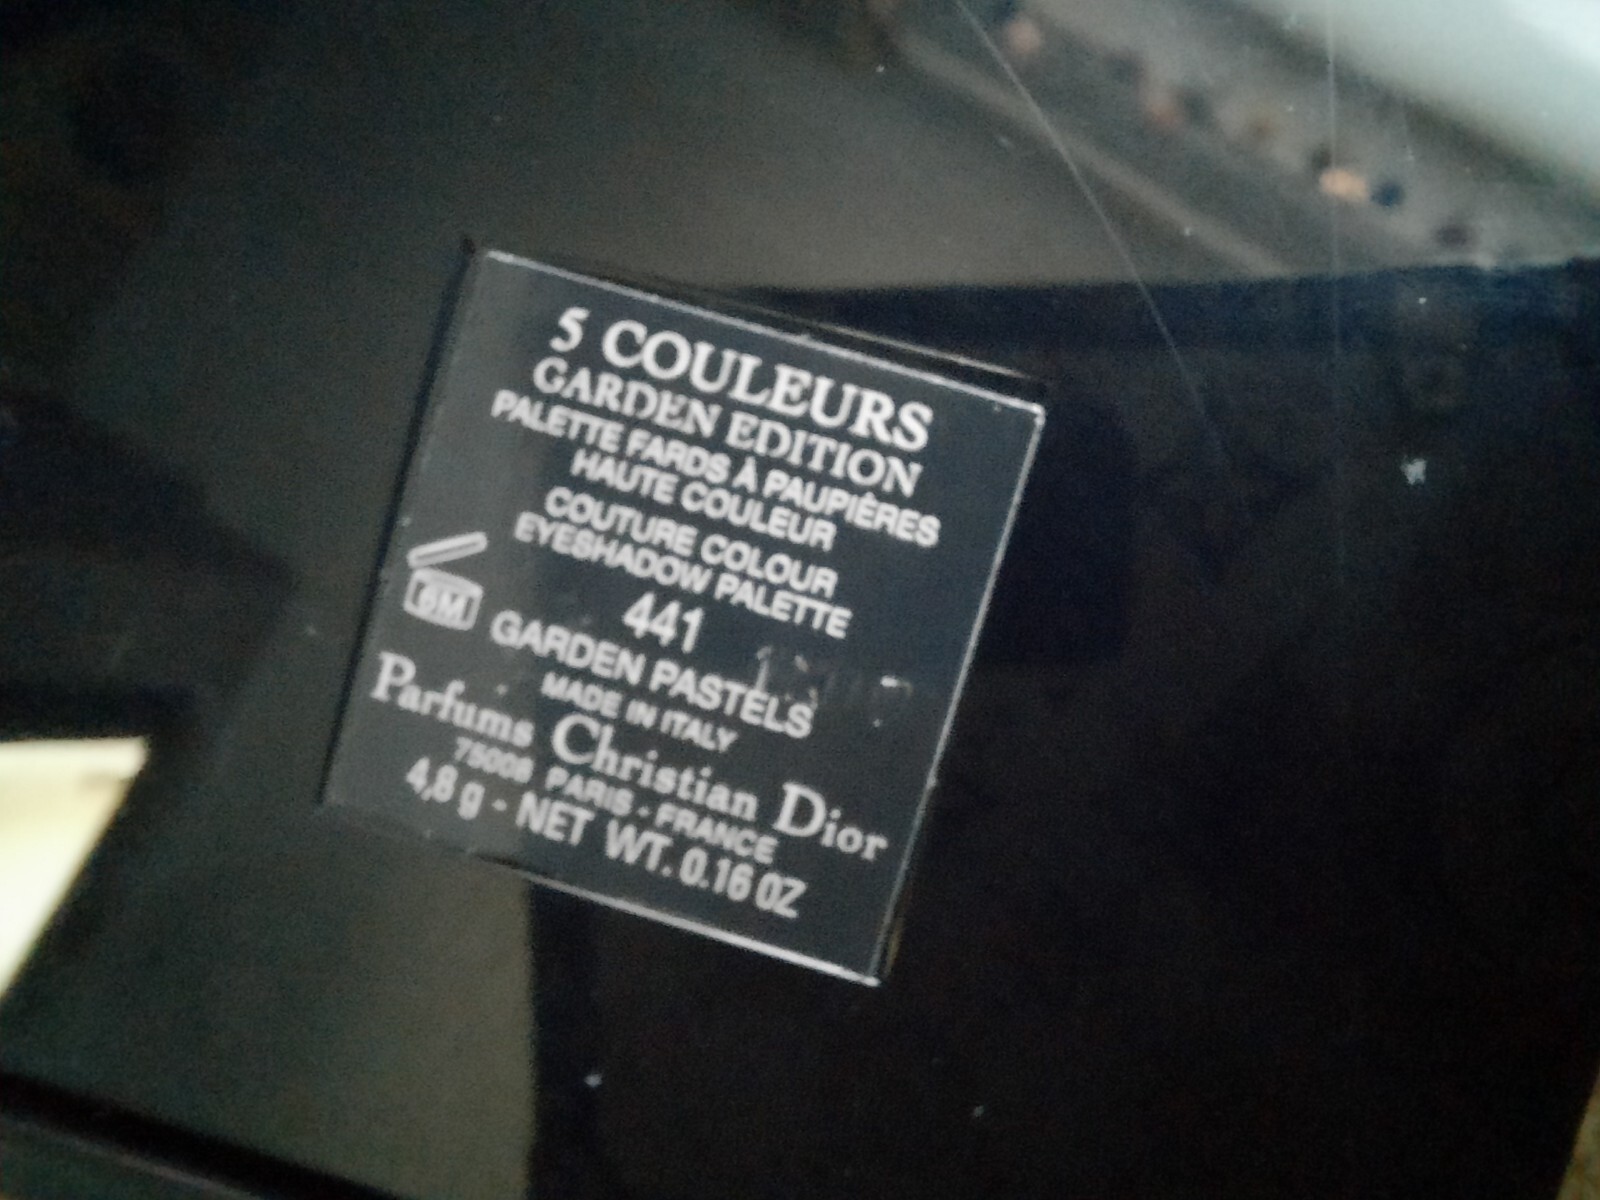 5 COULEURS
GARDEN EDITION
PALETTE FARDS À PAUPIÈRES
HAUTE COULEUR
COUTURE COLOUR
EYESHADOW PALETTE
441
6M
GARDEN PASTELS
MADE IN ITALY
Parfums Christian Dior
75008 PARIS - FRANCE
4,8 g - NET WT. 0.16 OZ